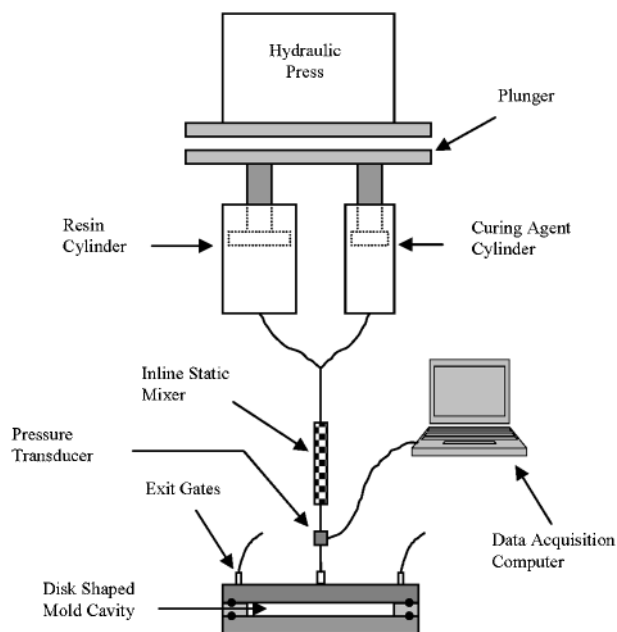 Hydraulic
Press
Plunger
Resin
Cylinder
Curing Agent
Cylinder
Inline Static
Mixer
Pressure
Transducer
Exit Gates
Data Acquisition
Computer
Disk Shaped
Mold Cavity